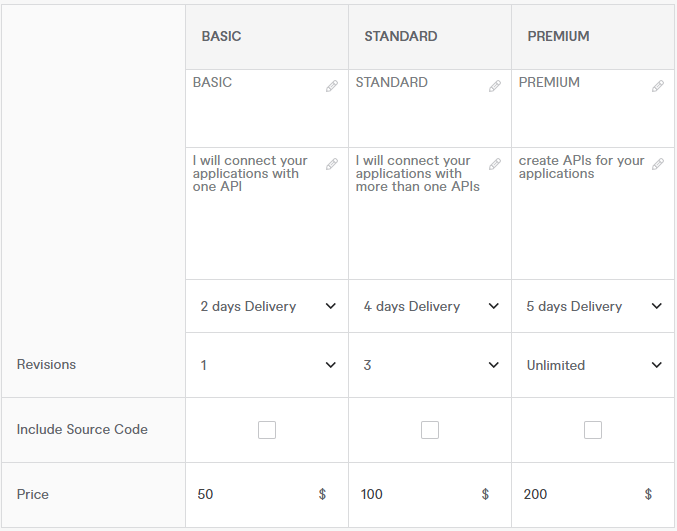 BASIC STANDARD PREMIUM
BASIC STANDARD PREMIUM
I will connect your I will connect your create APIs for your
applications with applications with applications
one API more than one APIs
2 days Delivery 4 days Delivery 5 days Delivery
Revisions 1 3 Unlimited
Include Source Code
Price 50 $ 100 $ 200 $